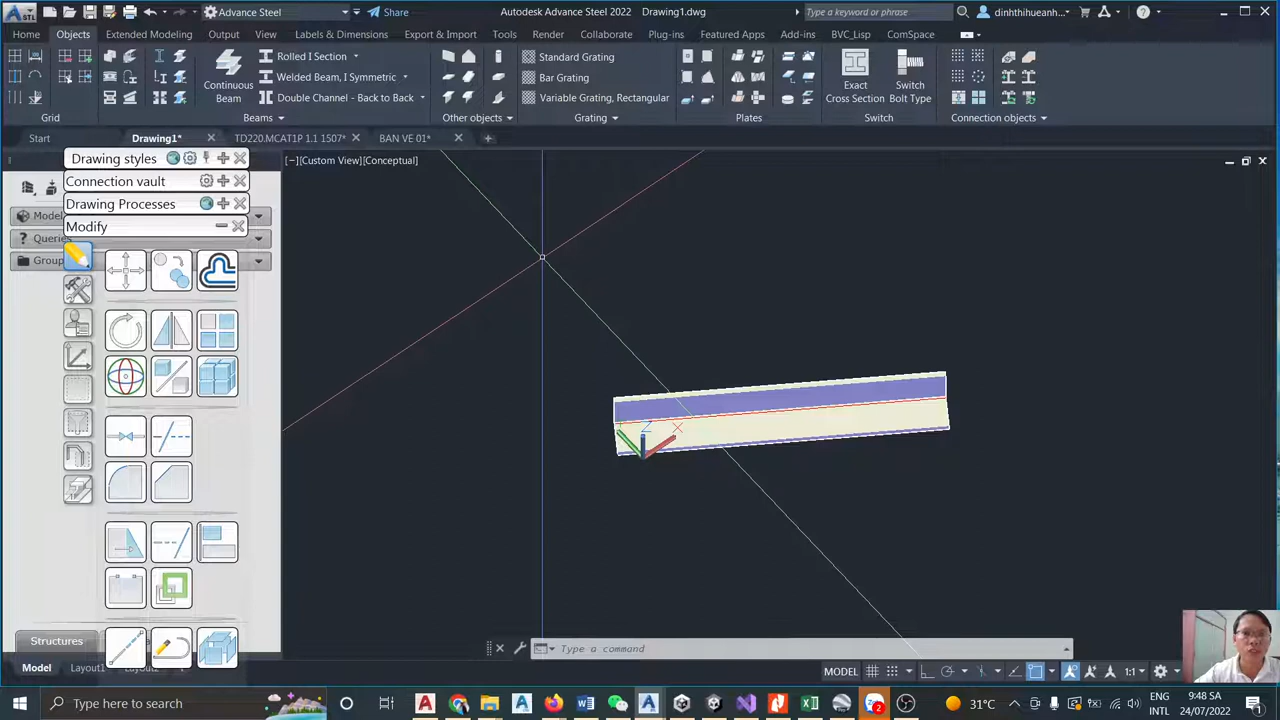 STL
Advance Steel
Share
Autodesk Advance Steel 2022 Drawing1.dwg
Type a keyword or phrase
dinhthihueanh...
Home Objects Extended Modeling Output View Labels & Dimensions Export & Import Tools Render Collaborate Plug-ins Featured Apps Add-ins BVC_Lisp ComSpace
Rolled I Section
Welded Beam, I Symmetric
Double Channel - Back to Back
Continuous
Beam
Standard Grating
Bar Grating
Variable Grating, Rectangular
Exact
Cross Section
Switch
Bolt Type
Grid Beams Other objects Grating Plates Switch Connection objects
Start Drawing1* TD220.MCAT1P 1.1 1507* BAN VE 01*
Drawing styles
[−][Custom View][Conceptual]
Connection vault
Drawing Processes
Model
Modify
Queries
Group
Z X
Structures
Type a command
Model Layout1 Layout2
MODEL 1:1
Type here to search
2
31°C
ENG
INTL
9:48 SA
24/07/2022